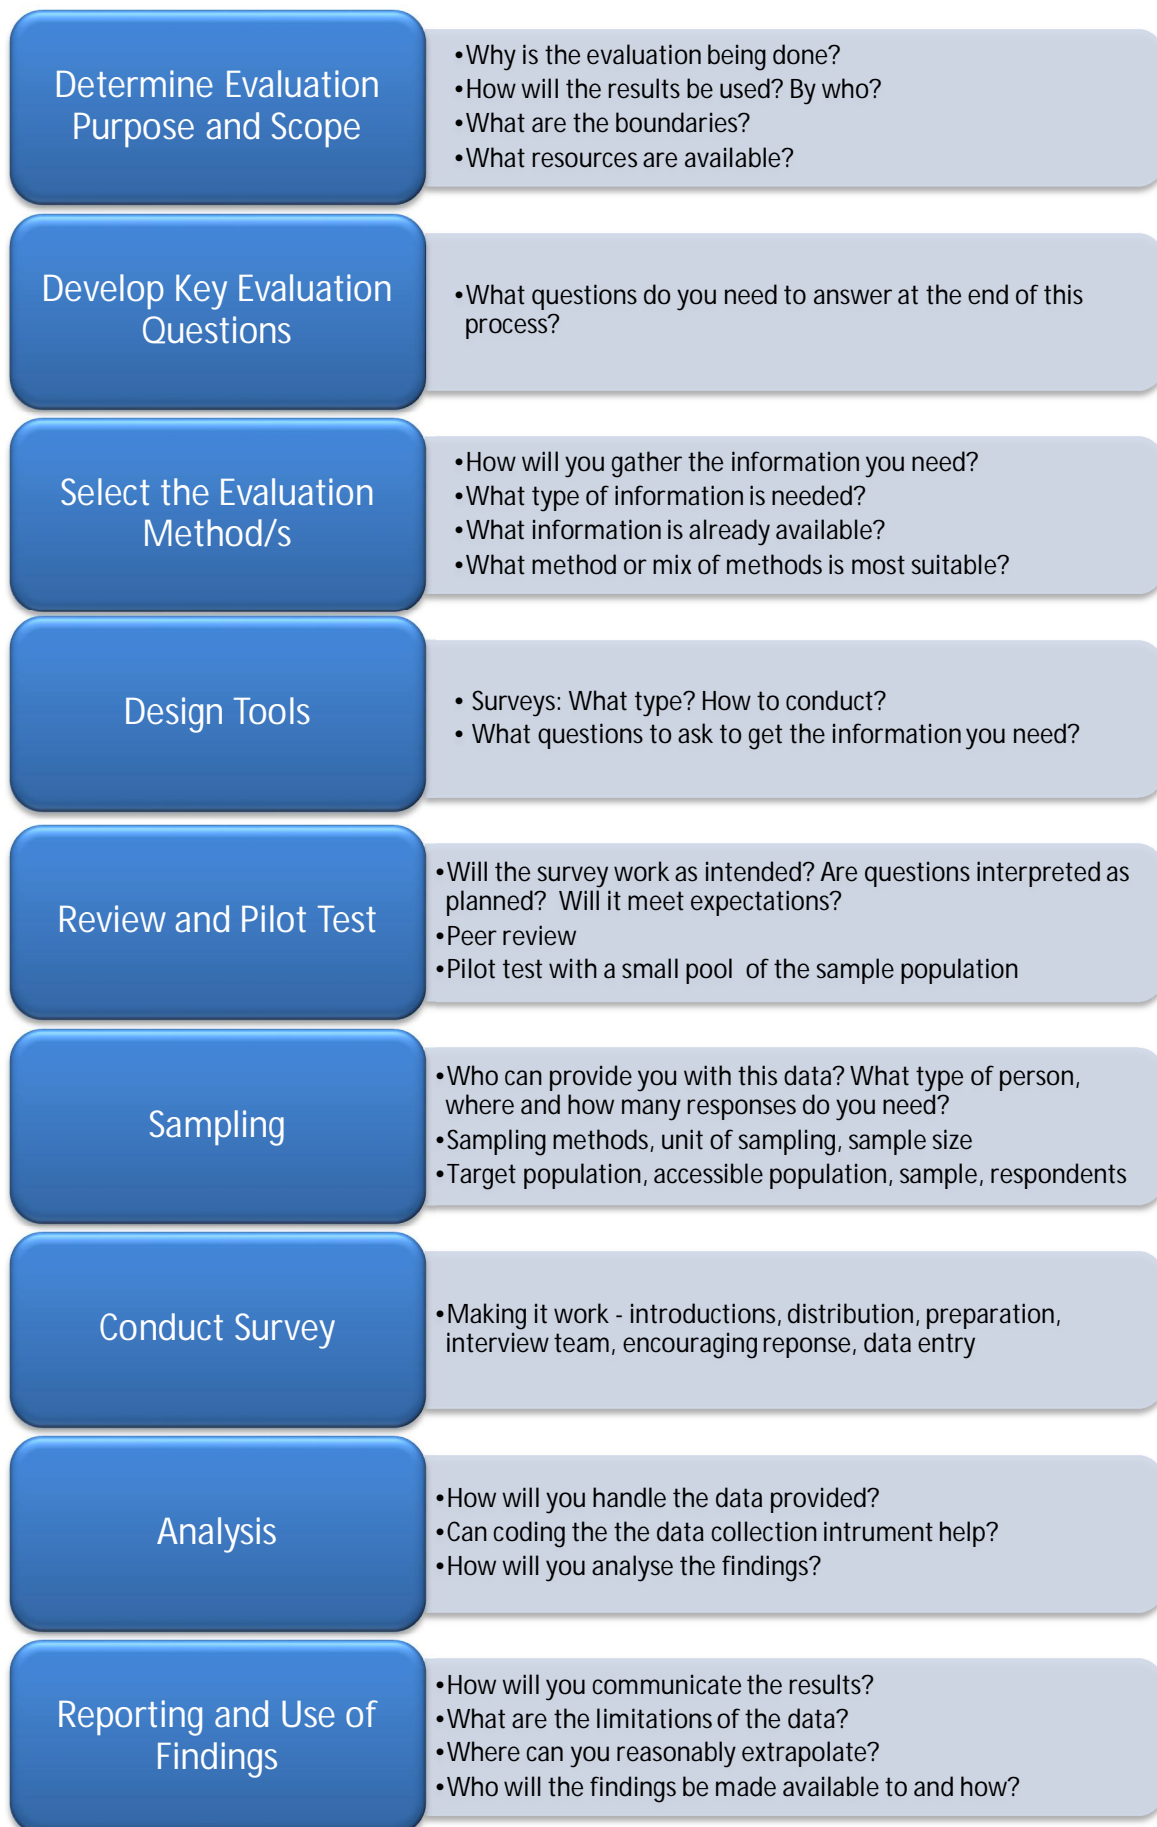 Determine Evaluation
Purpose and Scope
•Why is the evaluation being done?
•How will the results be used? By who?
•What are the boundaries?
•What resources are available?
Develop Key Evaluation
Questions
•What questions do you need to answer at the end of this
process?
Select the Evaluation
Method/s
•How will you gather the information you need?
•What type of information is needed?
•What information is already available?
•What method or mix of methods is most suitable?
Design Tools
• Surveys: What type? How to conduct?
• What questions to ask to get the information you need?
Review and Pilot Test
•Will the survey work as intended? Are questions interpreted as
planned?  Will it meet expectations?
•Peer review
•Pilot test with a small pool  of the sample population
Sampling
•Who can provide you with this data? What type of person,
where and how many responses do you need?
•Sampling methods, unit of sampling, sample size
•Target population, accessible population, sample, respondents
Conduct Survey
•Making it work - introductions, distribution, preparation,
interview team, encouraging reponse, data entry
Analysis
•How will you handle the data provided?
•Can coding the the data collection intrument help?
•How will you analyse the findings?
Reporting and Use of
Findings
•How will you communicate the results?
•What are the limitations of the data?
•Where can you reasonably extrapolate?
•Who will the findings be made available to and how?